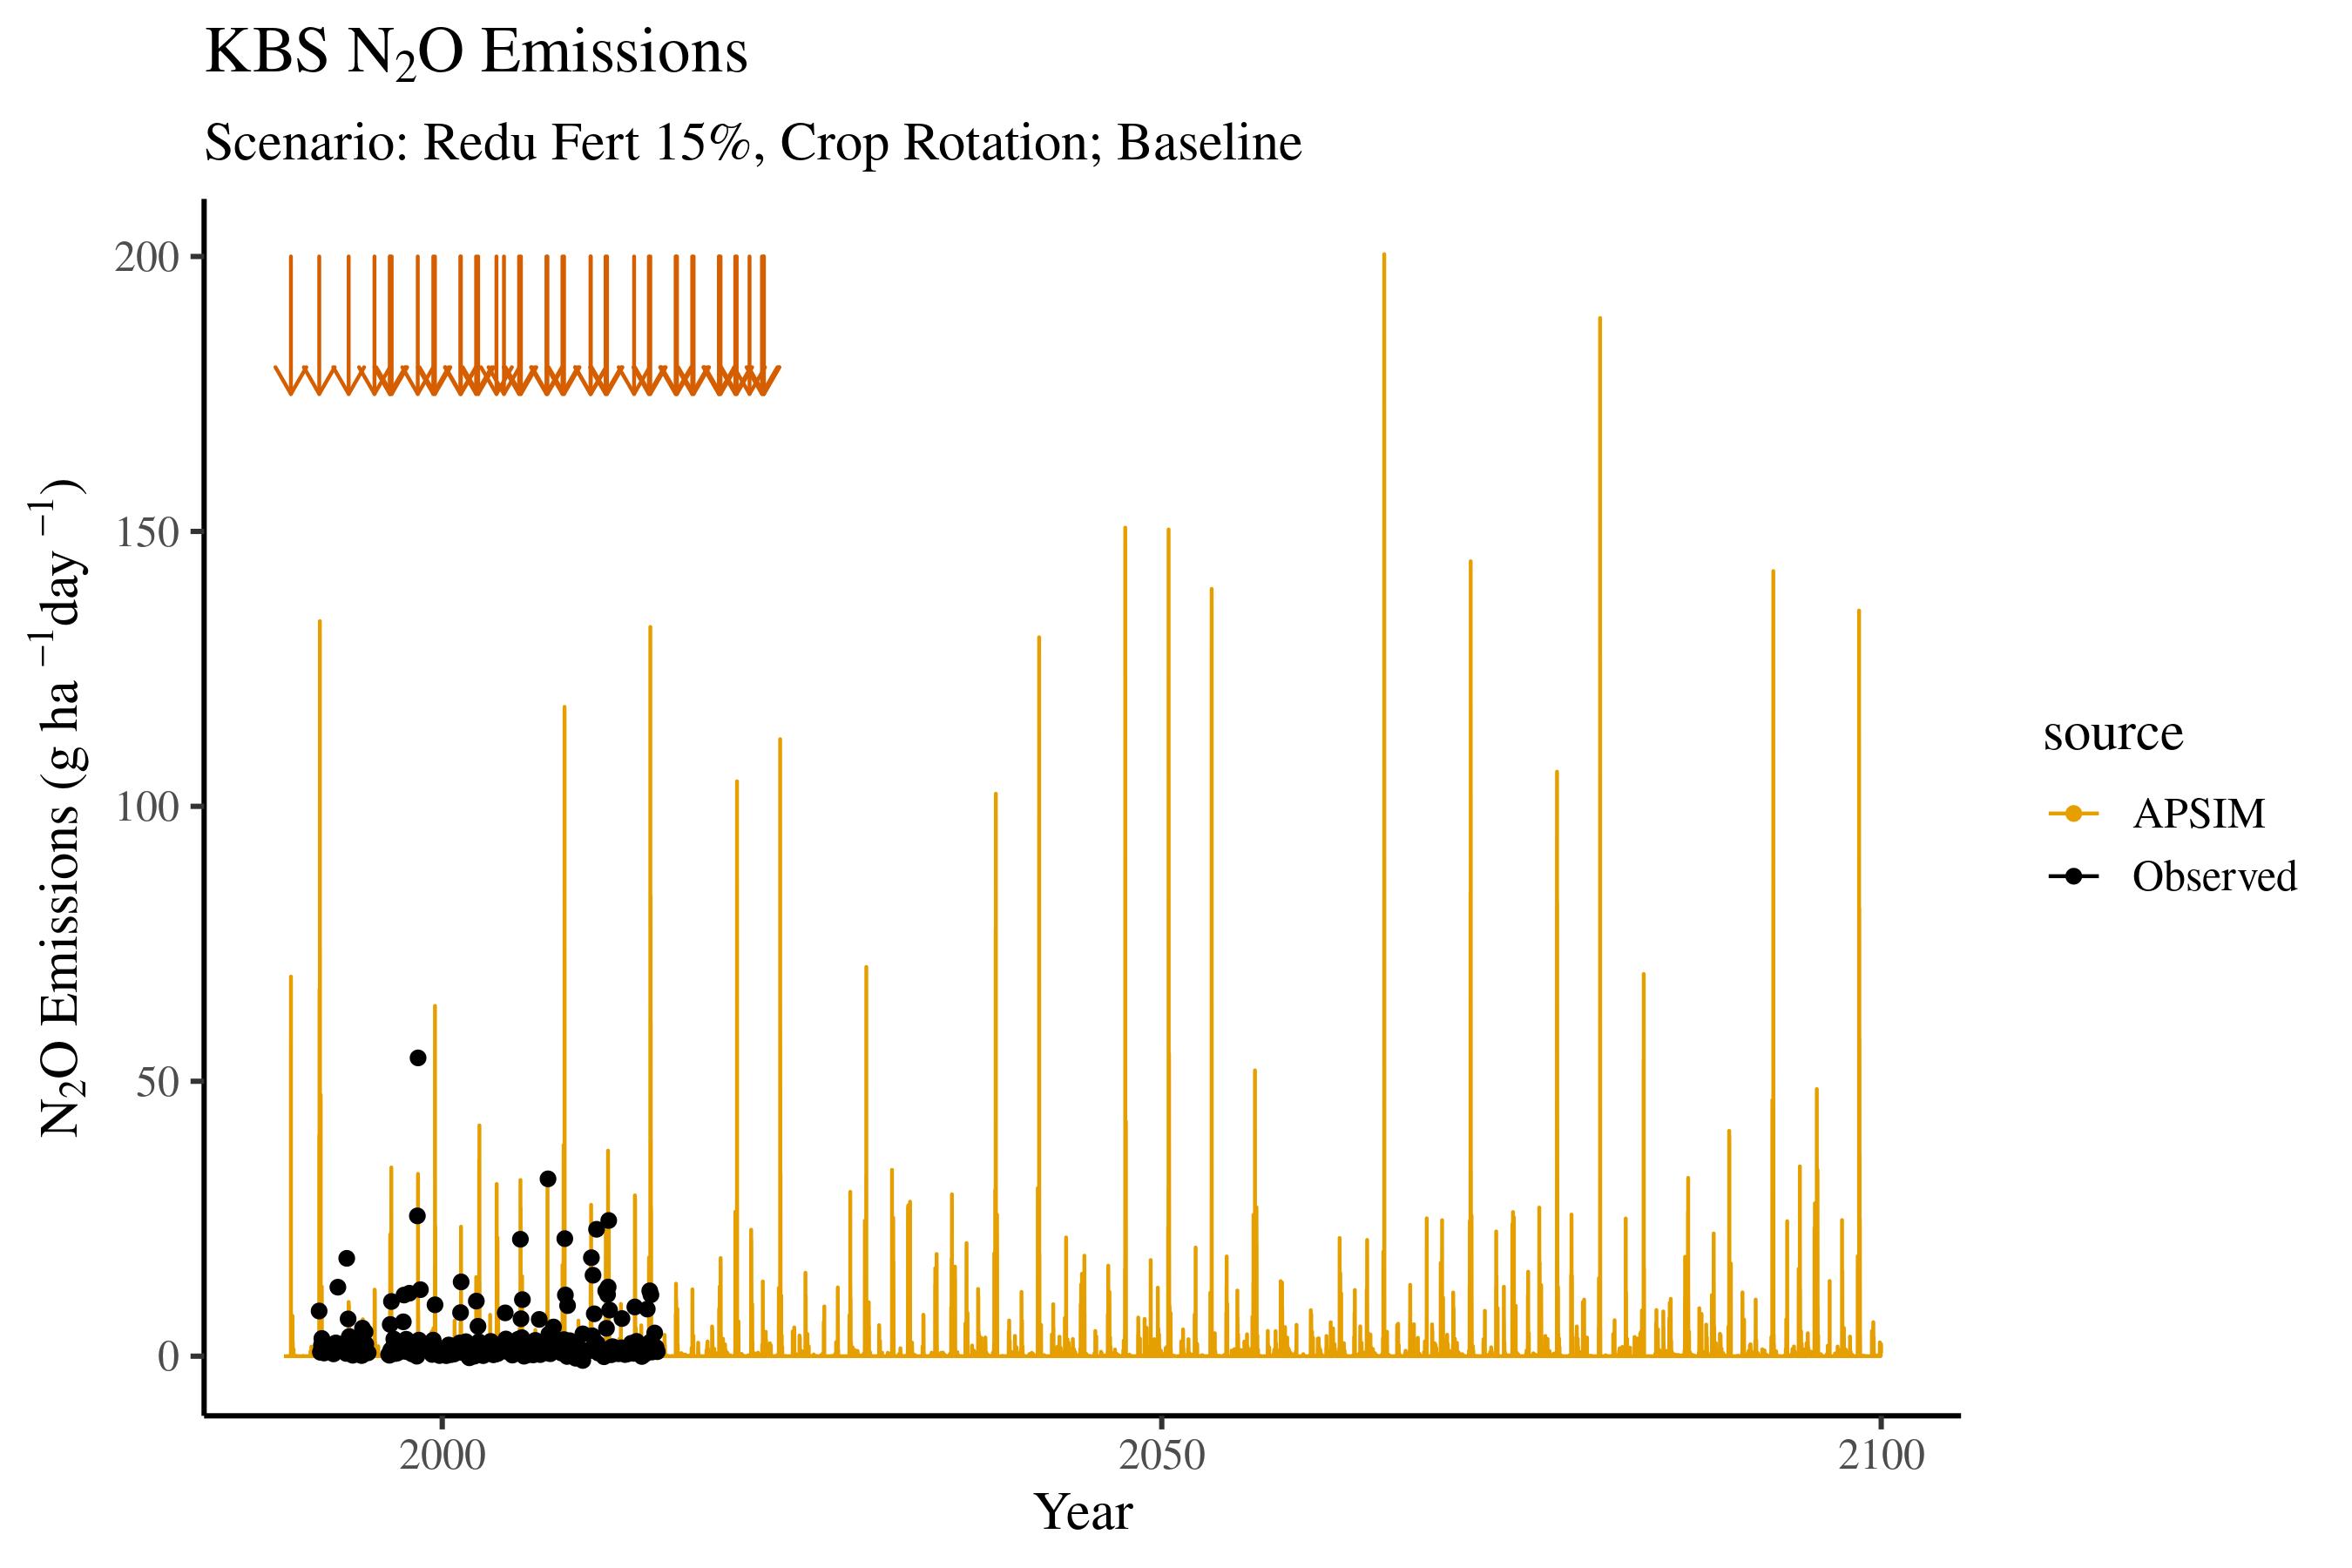 KBS N₂O Emissions
Scenario: Redu Fert 15%, Crop Rotation; Baseline
N₂O Emissions (g ha ⁻¹day ⁻¹)
200
150
100
50
0
2000
2050
2100
Year
source
APSIM
Observed